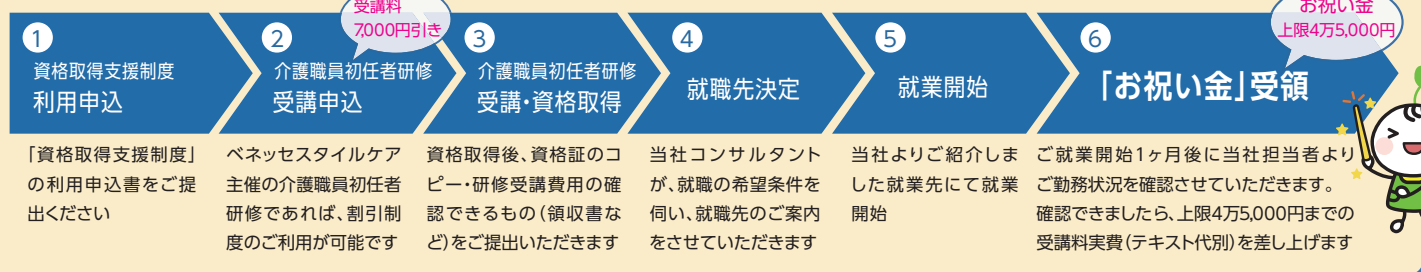 受講料
7,000円引き
お祝い金
上限4万5,000円
1
資格取得支援制度
利用申込
「資格取得支援制度」
の利用申込書をご提
出ください
2
介護職員初任者研修
受講申込
ベネッセスタイルケア
主催の介護職員初任者
研修であれば、割引制
度のご利用が可能です
3
介護職員初任者研修
受講・資格取得
資格取得後、資格証のコ
ピー・研修受講費用の確
認できるもの（領収書な
ど）をご提出いただきます
4
就職先決定
当社コンサルタント
が、就職の希望条件を
伺い、就職先のご案内
をさせていただきます
5
就業開始
当社よりご紹介しま
した就業先にて就業
開始
6
「お祝い金」受領
ご就業開始1ヶ月後に当社担当者より
ご勤務状況を確認させていただきます。
確認できましたら、上限4万5,000円までの
受講料実費（テキスト代別）を差し上げます